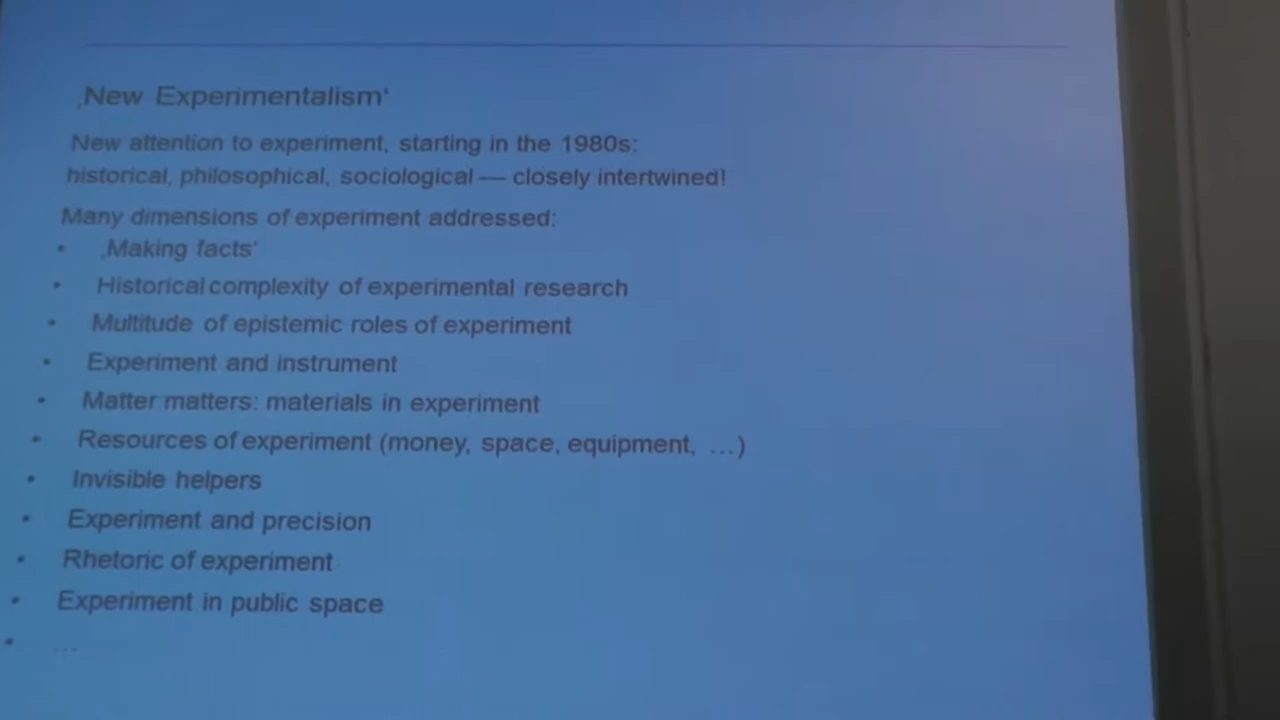 ‚New Experimentalism‘
New attention to experiment, starting in the 1980s:
historical, philosophical, sociological — closely intertwined!
Many dimensions of experiment addressed:
• ‚Making facts‘
• Historical complexity of experimental research
• Multitude of epistemic roles of experiment
• Experiment and instrument
• Matter matters: materials in experiment
• Resources of experiment (money, space, equipment, …)
• Invisible helpers
• Experiment and precision
• Rhetoric of experiment
• Experiment in public space
• …